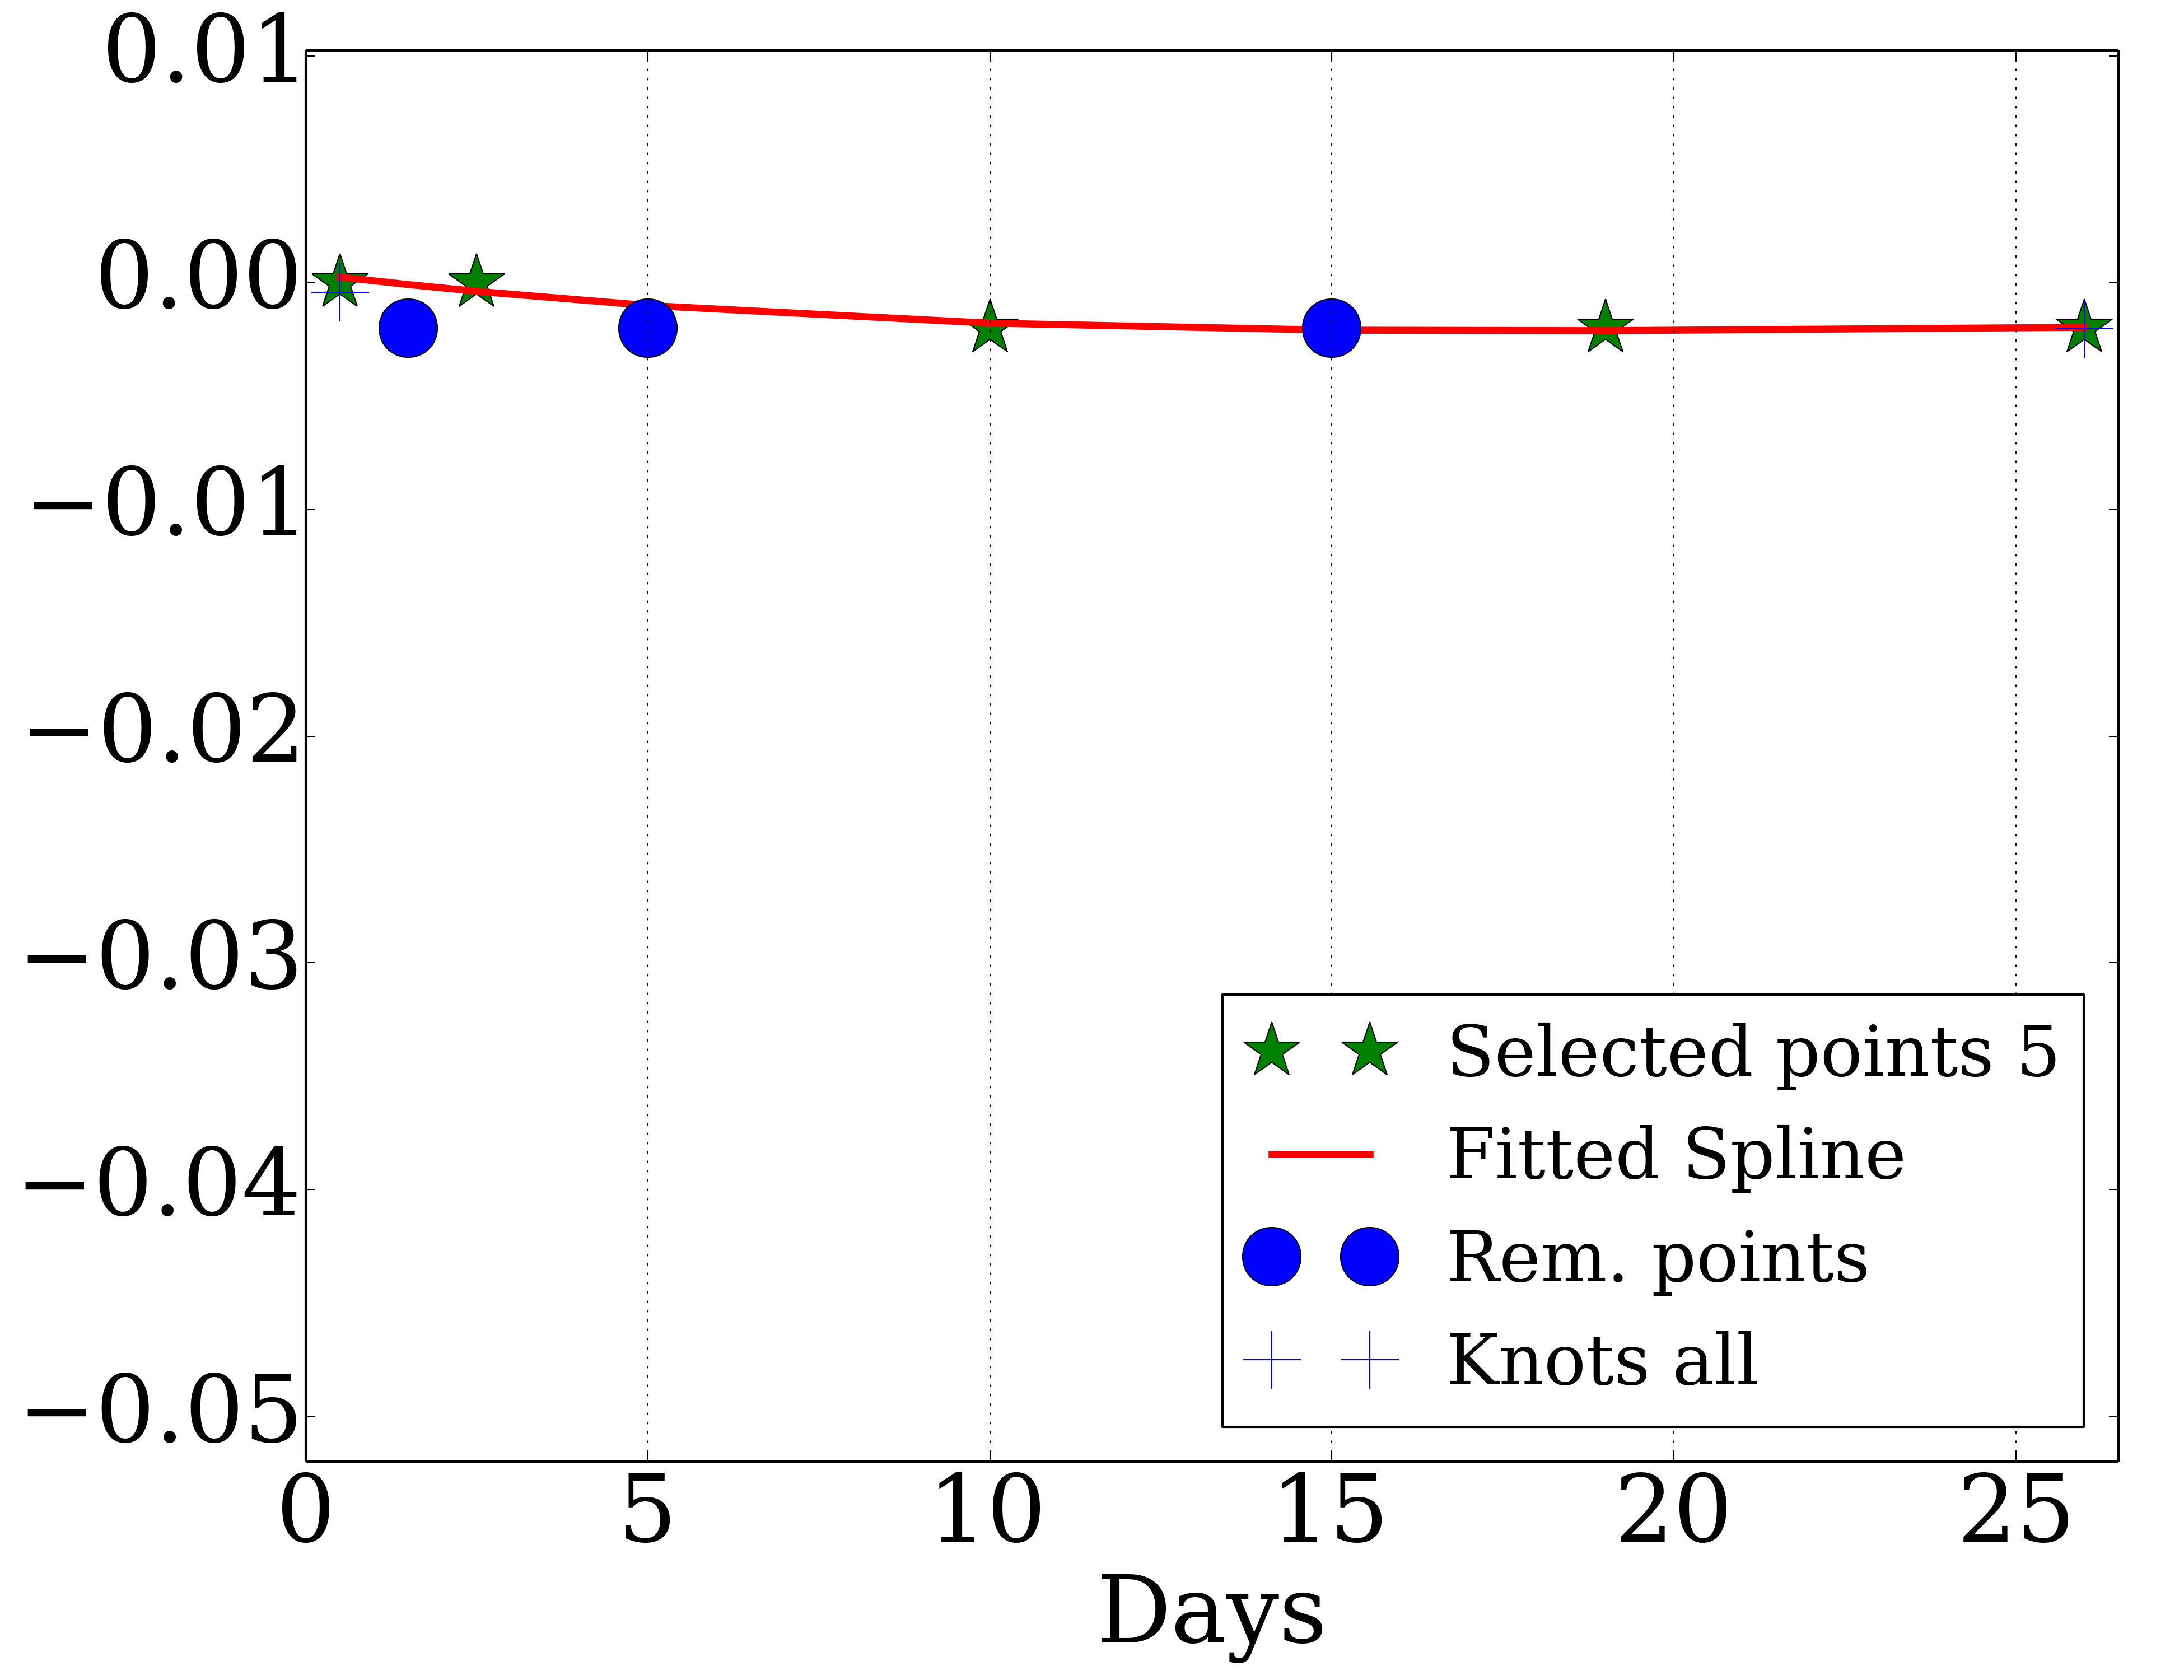 0.01
0.00
−0.01
−0.02
−0.03
−0.04
−0.05
Selected points 5
Fitted Spline
Rem. points
Knots all
0 5 10 15 20 25
Days